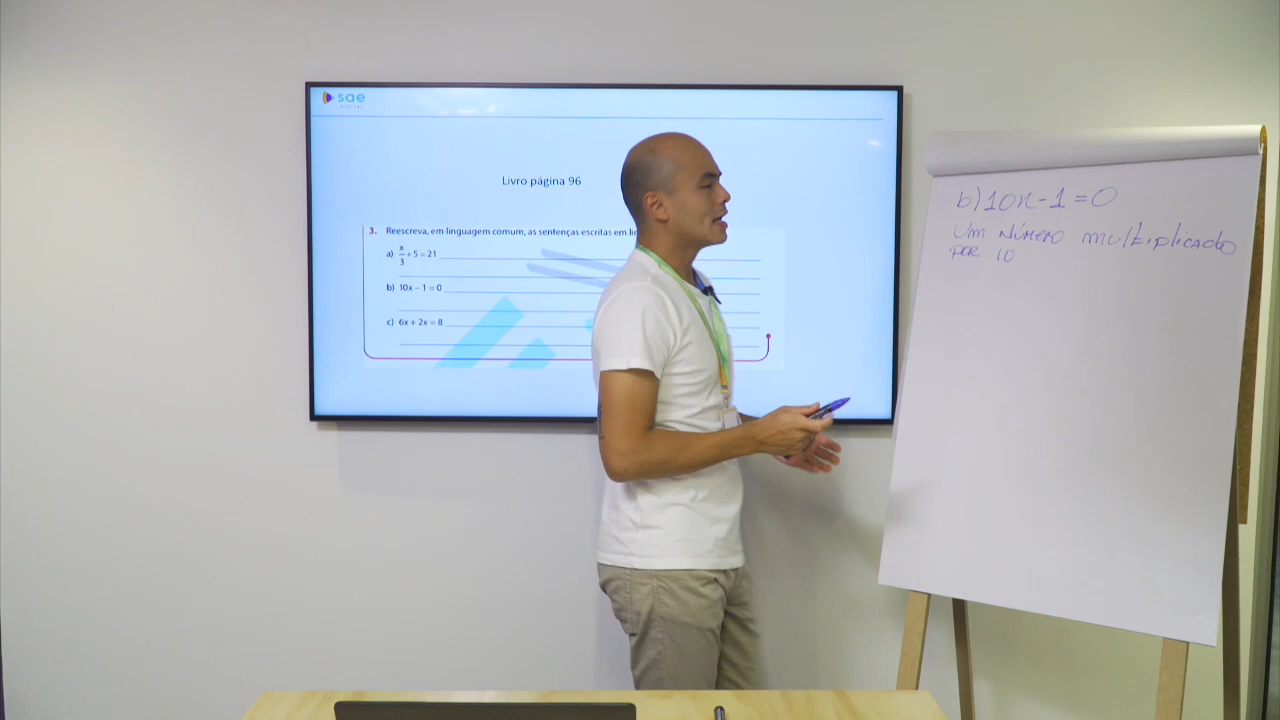 sae
DIGITAL
Livro página 96
3. Reescreva, em linguagem comum, as sentenças escritas em
a) x/3 + 5 = 21
b) 10x − 1 = 0
c) 6x + 2x = 8
b) 10x - 1 = 0
UM NÚMERO multiplicado
POR 10